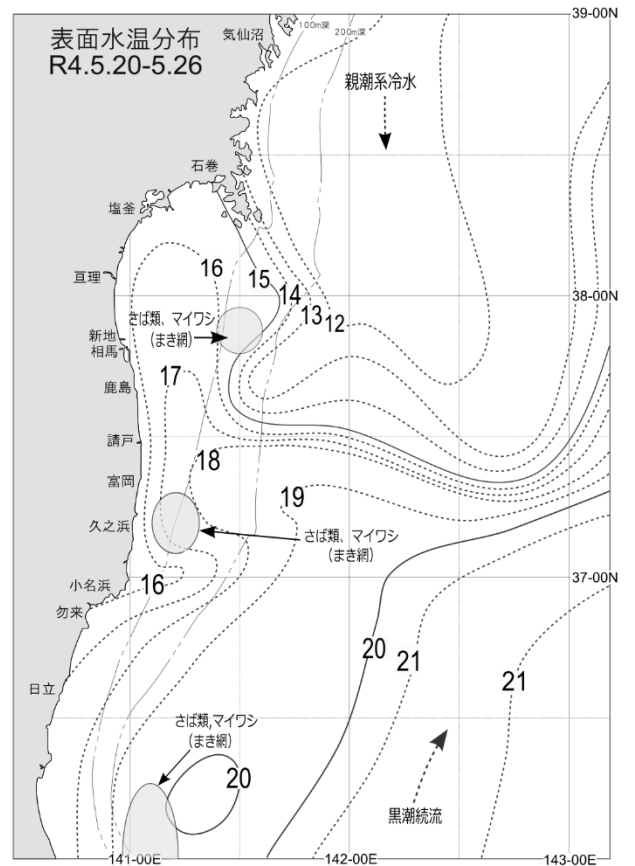 表面水温分布
R4.5.20-5.26
気仙沼
100m深
200m深
39-00N
親潮系冷水
石巻
塩釜
亘理
16
15
14
13
12
38-00N
さば類、マイワシ
(まき網)
新地
相馬
鹿島
17
請戸
18
富岡
19
久之浜
さば類、マイワシ
(まき網)
小名浜
16
37-00N
勿来
20
21
21
日立
さば類,マイワシ
(まき網)
20
黒潮続流
141-00E
142-00E
143-00E